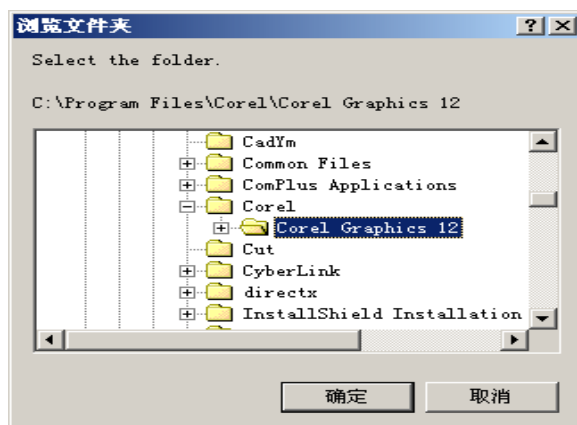 浏览文件夹
Select the folder.
C:\Program Files\Corel\Corel Graphics 12
CadYm
Common Files
ComPlus Applications
Corel
Corel Graphics 12
Cut
CyberLink
directx
InstallShield Installation
确定 取消